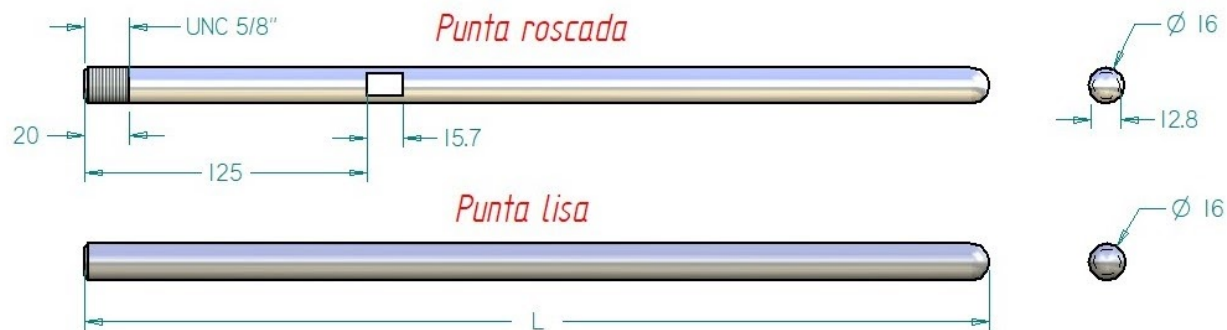 UNC 5/8"
Punta roscada
Ø 16
20
15.7
12.8
125
Punta lisa
Ø 16
L